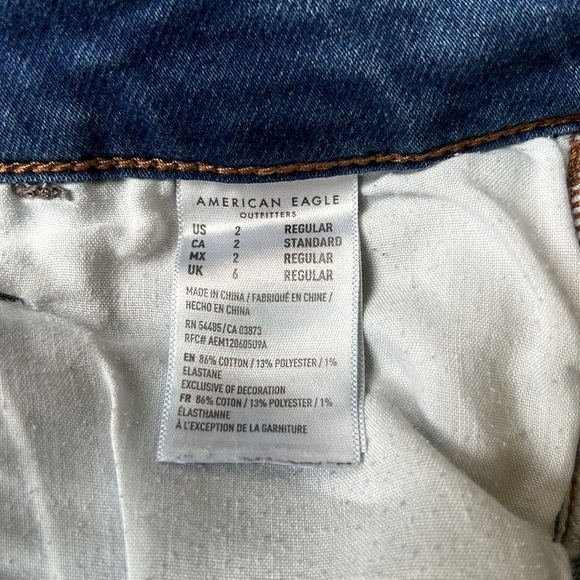 AMERICAN EAGLE
OUTFITTERS
US 2 REGULAR
CA 2 STANDARD
MX 2 REGULAR
UK 6 REGULAR
MADE IN CHINA / FABRIQUÉ EN CHINE /
HECHO EN CHINA
RN 54485/CA 03873
RFC# AEM120605U9A
EN 86% COTTON / 13% POLYESTER / 1%
ELASTANE
EXCLUSIVE OF DECORATION
FR 86% COTON / 13% POLYESTER / 1%
ÉLASTHANNE
À L'EXCEPTION DE LA GARNITURE